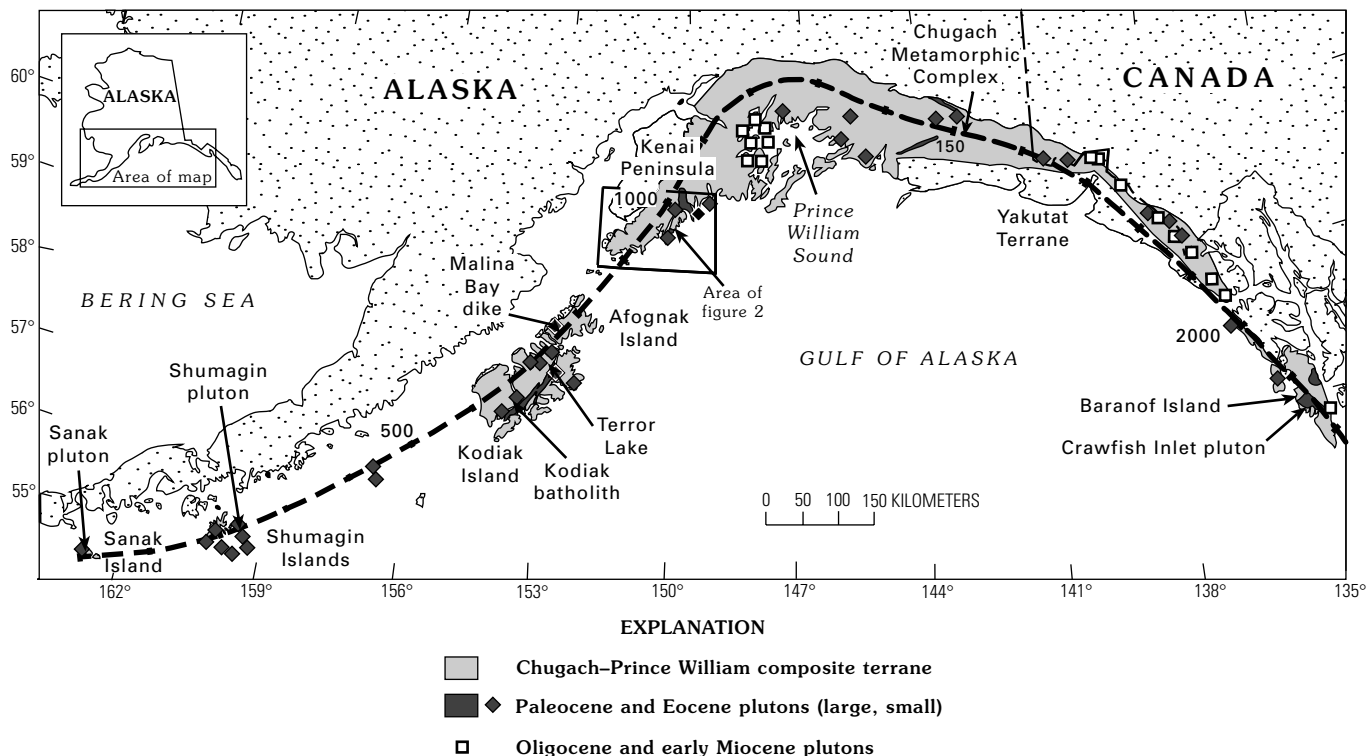 ALASKA
Area of map
ALASKA
CANADA
Chugach
Metamorphic
Complex
60°
59°
58°
57°
56°
55°
Kenai
Peninsula
150
1000
Prince
William
Sound
Yakutat
Terrane
Malina
Bay
dike
Area of
figure 2
BERING SEA
Afognak
Island
GULF OF ALASKA
2000
Shumagin
pluton
Baranof Island
Crawfish Inlet pluton
Sanak
pluton
500
Terror
Lake
Kodiak
Island
Kodiak
batholith
0 50 100 150 KILOMETERS
Sanak
Island
Shumagin
Islands
162° 159° 156° 153° 150° 147° 144° 141° 138° 135°
EXPLANATION
Chugach–Prince William composite terrane
Paleocene and Eocene plutons (large, small)
Oligocene and early Miocene plutons